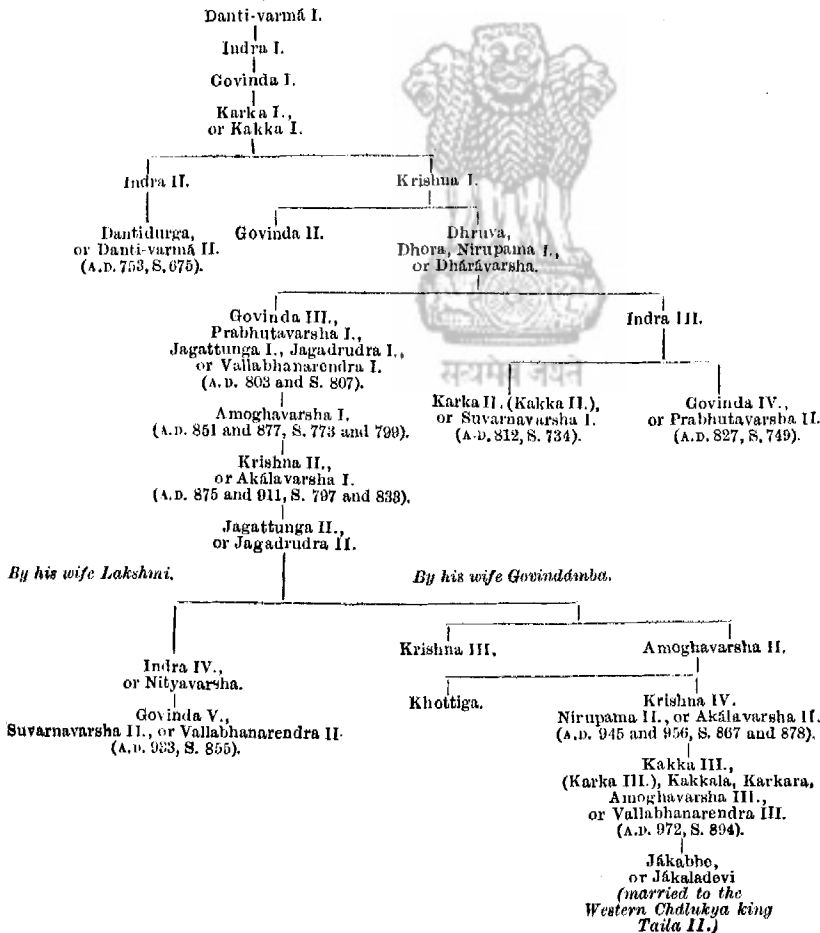 Danti-varmá I.
Indra I.
Govinda I.
Karka I.,
or Kakka I.
Indra II.
Krishna I.
Dantidurga,
or Danti-varmá II.
(A.D. 753, S. 675).
Govinda II.
Dhruva,
Dhora, Nirupama I.,
or Dhárávarsha.
Govinda III.,
Prabhutavarsha I.,
Jagattunga I., Jagadrudra I.,
or Vallabhanarendra I.
(A.D. 803 and S. 807).
Indra III.
सत्यमेव जयते
Amoghavarsha I.
(A.D. 851 and 877, S. 773 and 799).
Karka II. (Kakka II.),
or Suvarnavarsha I.
(A.D. 812, S. 734).
Govinda IV.,
or Prabhutavarsha II.
(A.D. 827, S. 749).
Krishna II.,
or Akálavarsha I.
(A.D. 875 and 911, S. 797 and 833).
Jagattunga II.,
or Jagadrudra II.
By his wife Lakshmi.
By his wife Govindámba.
Indra IV.,
or Nityavarsha.
Krishna III.
Amoghavarsha II.
Govinda V.,
Suvarnavarsha II., or Vallabhanarendra II.
(A.D. 933, S. 855).
Khottiga.
Krishna IV.
Nirupama II., or Akálavarsha II.
(A.D. 945 and 956, S. 867 and 878).
Kakka III.,
(Karka III.), Kakkala, Karkara,
Amoghavarsha III.,
or Vallabhanarendra III.
(A.D. 972, S. 894).
Jákabbe,
or Jákaladevi
(married to the
Western Chálukya king
Taila II.)